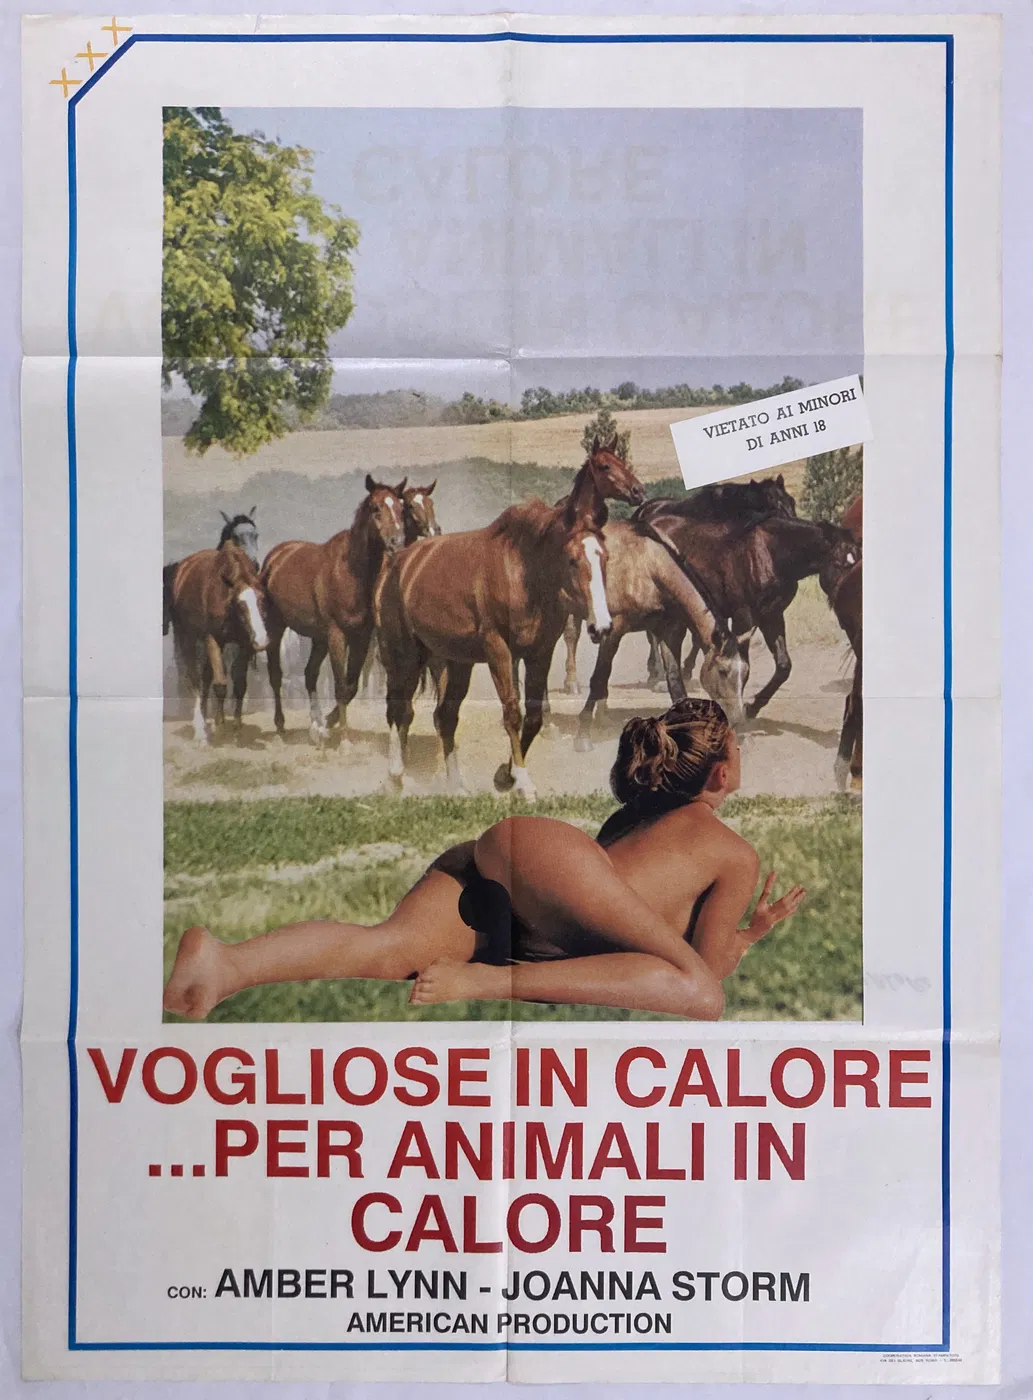 XXX
VIETATO AI MINORI
DI ANNI 18
VOGLIOSE IN CALORE
...PER ANIMALI IN
CALORE
CON: AMBER LYNN - JOANNA STORM
AMERICAN PRODUCTION